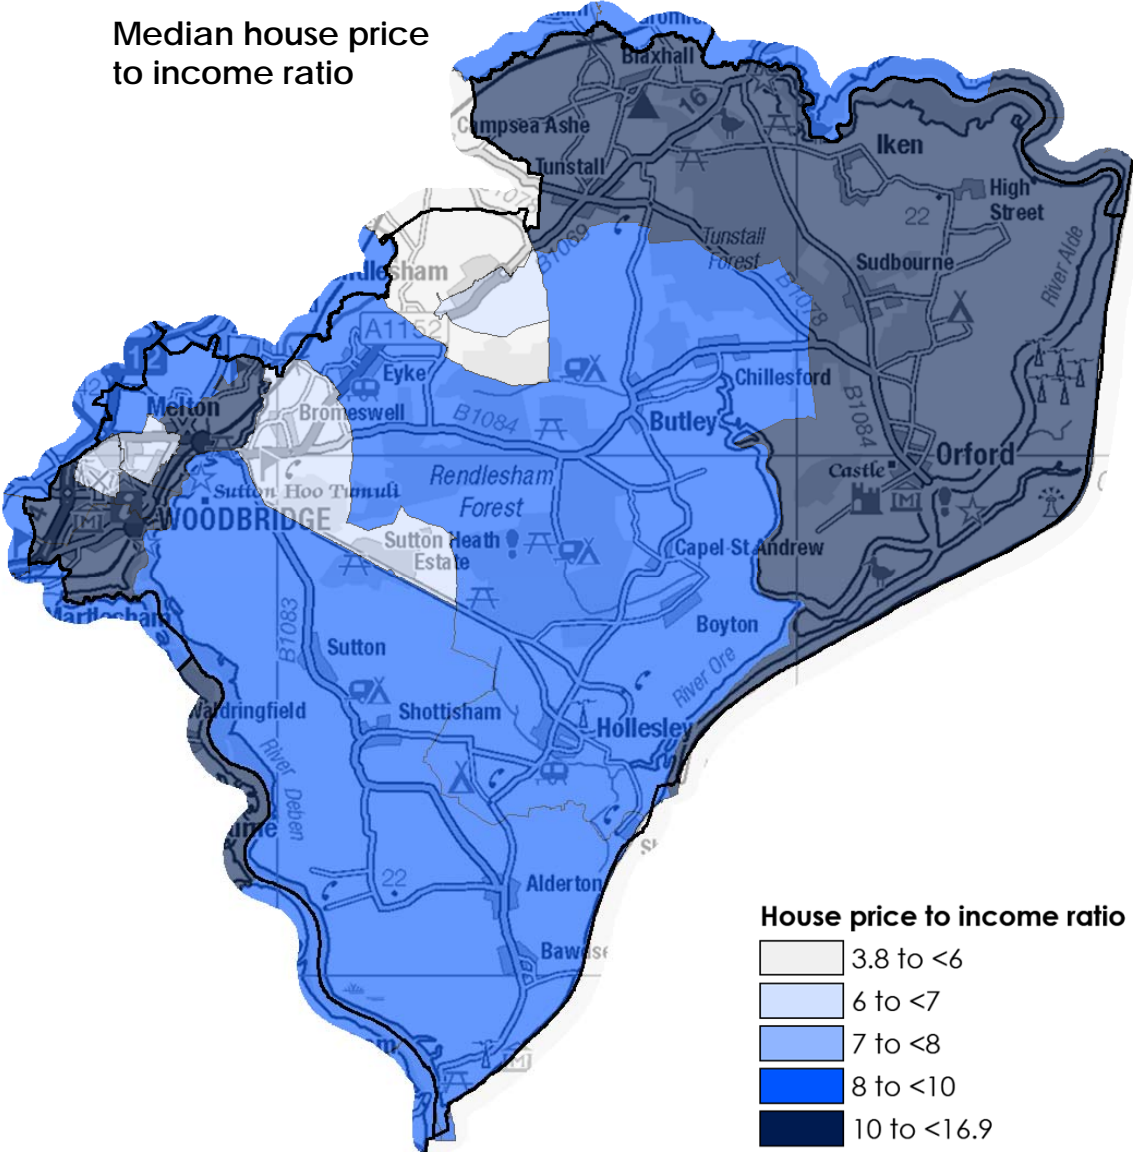 Median house price
to income ratio
Blaxhall
16
Campsea Ashe
Tunstall
Iken
High
Street
22
B1069
Tunstall
Forest
Sudbourne
River Alde
B1078
A1152
Eyke
Chillesford
Melton
Bromeswell
B1084
Butley
B1084
Orford
Castle
Rendlesham
Forest
Sutton Hoo Tumuli
WOODBRIDGE
Sutton Heath
Estate
Capel St Andrew
Martlesham
B1083
Boyton
Sutton
River Ore
Waldringfield
Shottisham
Hollesley
River Deben
22
Alderton
House price to income ratio
3.8 to <6
6 to <7
7 to <8
8 to <10
10 to <16.9